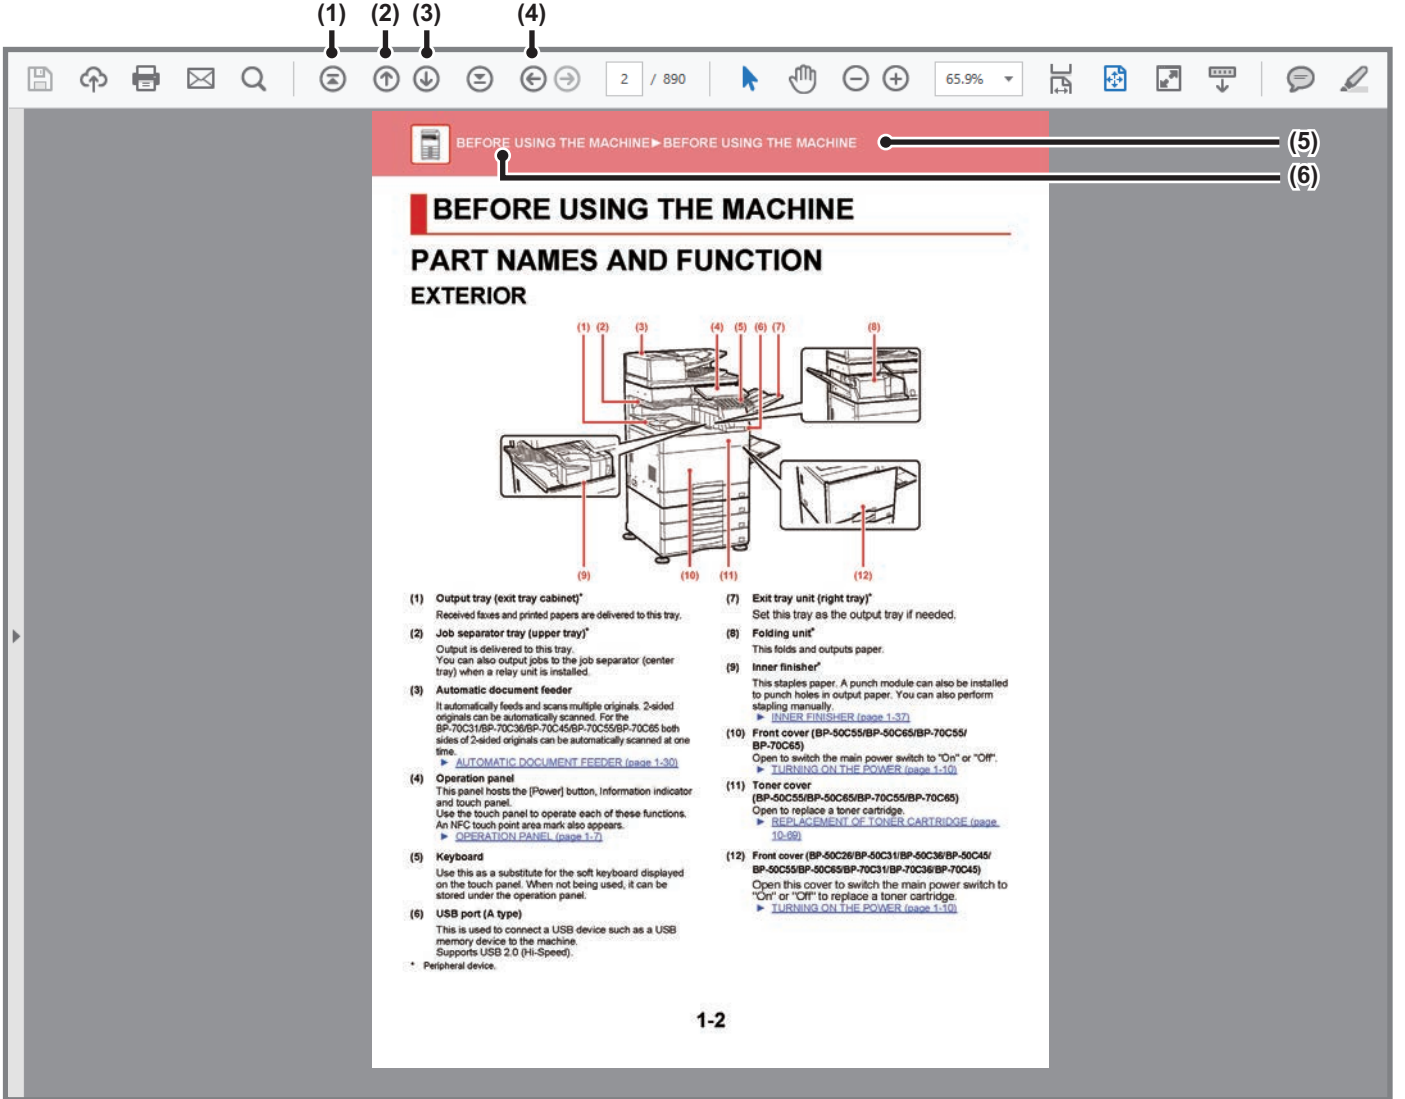 (1) (2) (3) (4)
2 / 890 65.9%
BEFORE USING THE MACHINE►BEFORE USING THE MACHINE
(5)
(6)
BEFORE USING THE MACHINE
PART NAMES AND FUNCTION
EXTERIOR
(1) (2) (3) (4) (5) (6) (7) (8)
(9) (10) (11) (12)
(1) Output tray (exit tray cabinet)*
Received faxes and printed papers are delivered to this tray.
(2) Job separator tray (upper tray)*
Output is delivered to this tray.
You can also output jobs to the job separator (center
tray) when a relay unit is installed.
(3) Automatic document feeder
It automatically feeds and scans multiple originals. 2-sided
originals can be automatically scanned. For the
BP-70C31/BP-70C36/BP-70C45/BP-70C55/BP-70C65 both
sides of 2-sided originals can be automatically scanned at one
time.
► AUTOMATIC DOCUMENT FEEDER (page 1-30)
(4) Operation panel
This panel hosts the [Power] button, Information indicator
and touch panel.
Use the touch panel to operate each of these functions.
An NFC touch point area mark also appears.
► OPERATION PANEL (page 1-7)
(5) Keyboard
Use this as a substitute for the soft keyboard displayed
on the touch panel. When not being used, it can be
stored under the operation panel.
(6) USB port (A type)
This is used to connect a USB device such as a USB
memory device to the machine.
Supports USB 2.0 (Hi-Speed).
* Peripheral device.
(7) Exit tray unit (right tray)*
Set this tray as the output tray if needed.
(8) Folding unit*
This folds and outputs paper.
(9) Inner finisher*
This staples paper. A punch module can also be installed
to punch holes in output paper. You can also perform
stapling manually.
► INNER FINISHER (page 1-37)
(10) Front cover (BP-50C55/BP-50C65/BP-70C55/
BP-70C65)
Open to switch the main power switch to "On" or "Off".
► TURNING ON THE POWER (page 1-10)
(11) Toner cover
(BP-50C55/BP-50C65/BP-70C55/BP-70C65)
Open to replace a toner cartridge.
► REPLACEMENT OF TONER CARTRIDGE (page
10-69)
(12) Front cover (BP-50C26/BP-50C31/BP-50C36/BP-50C45/
BP-50C55/BP-50C65/BP-70C31/BP-70C36/BP-70C45)
Open this cover to switch the main power switch to
"On" or "Off" to replace a toner cartridge.
► TURNING ON THE POWER (page 1-10)
1-2